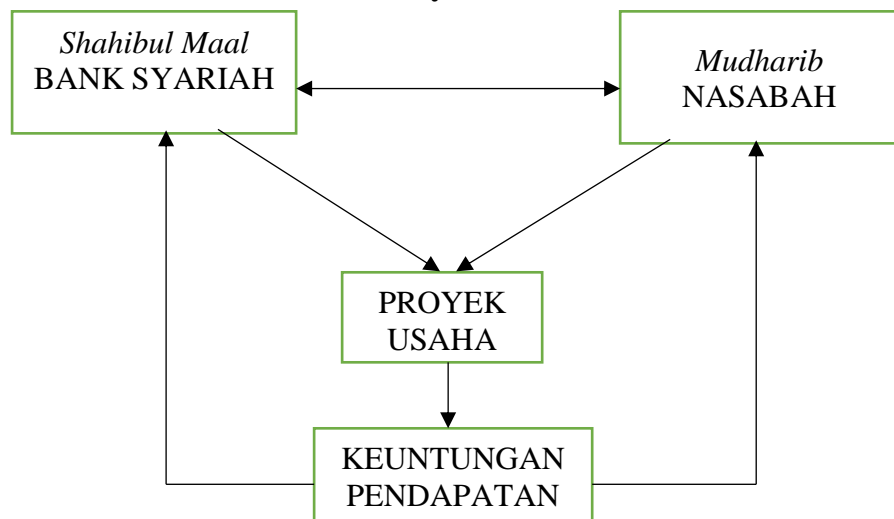 Shahibul Maal
BANK SYARIAH
Mudharib
NASABAH
PROYEK
USAHA
KEUNTUNGAN
PENDAPATAN